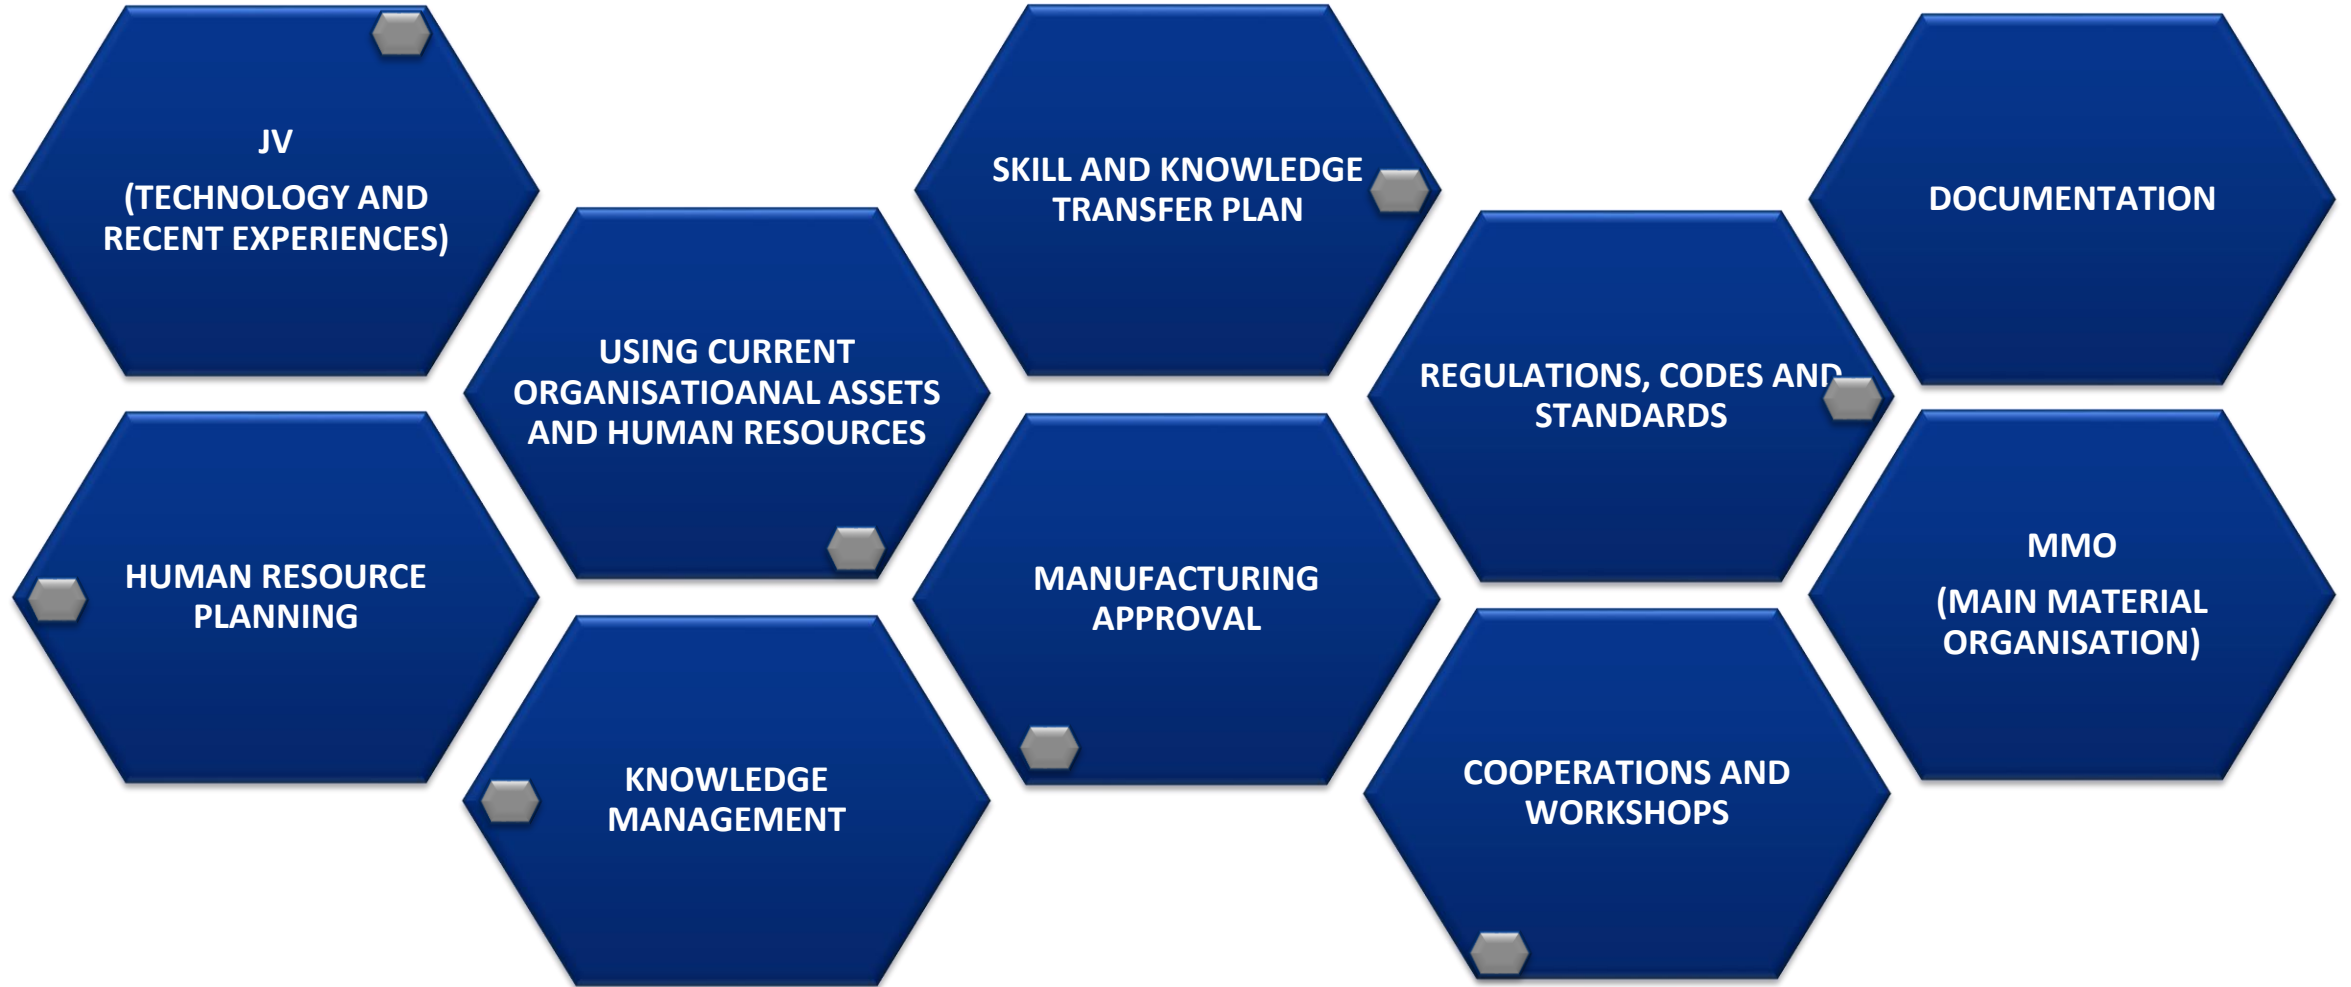 JV
(TECHNOLOGY AND
RECENT EXPERIENCES)
SKILL AND KNOWLEDGE
TRANSFER PLAN
DOCUMENTATION
USING CURRENT
ORGANISATIOANAL ASSETS
AND HUMAN RESOURCES
REGULATIONS, CODES AND
STANDARDS
HUMAN RESOURCE
PLANNING
MANUFACTURING
APPROVAL
MMO
(MAIN MATERIAL
ORGANISATION)
KNOWLEDGE
MANAGEMENT
COOPERATIONS AND
WORKSHOPS